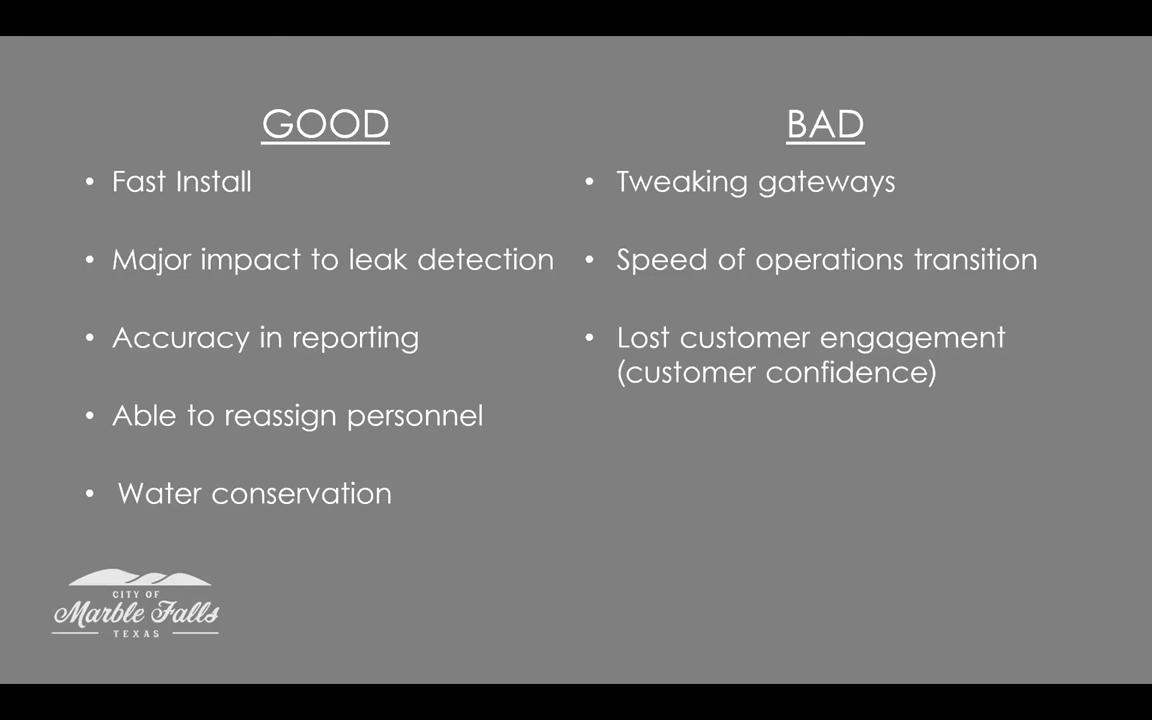 GOOD
• Fast Install
• Major impact to leak detection
• Accuracy in reporting
• Able to reassign personnel
• Water conservation
BAD
• Tweaking gateways
• Speed of operations transition
• Lost customer engagement
(customer confidence)
CITY OF
Marble Falls
TEXAS